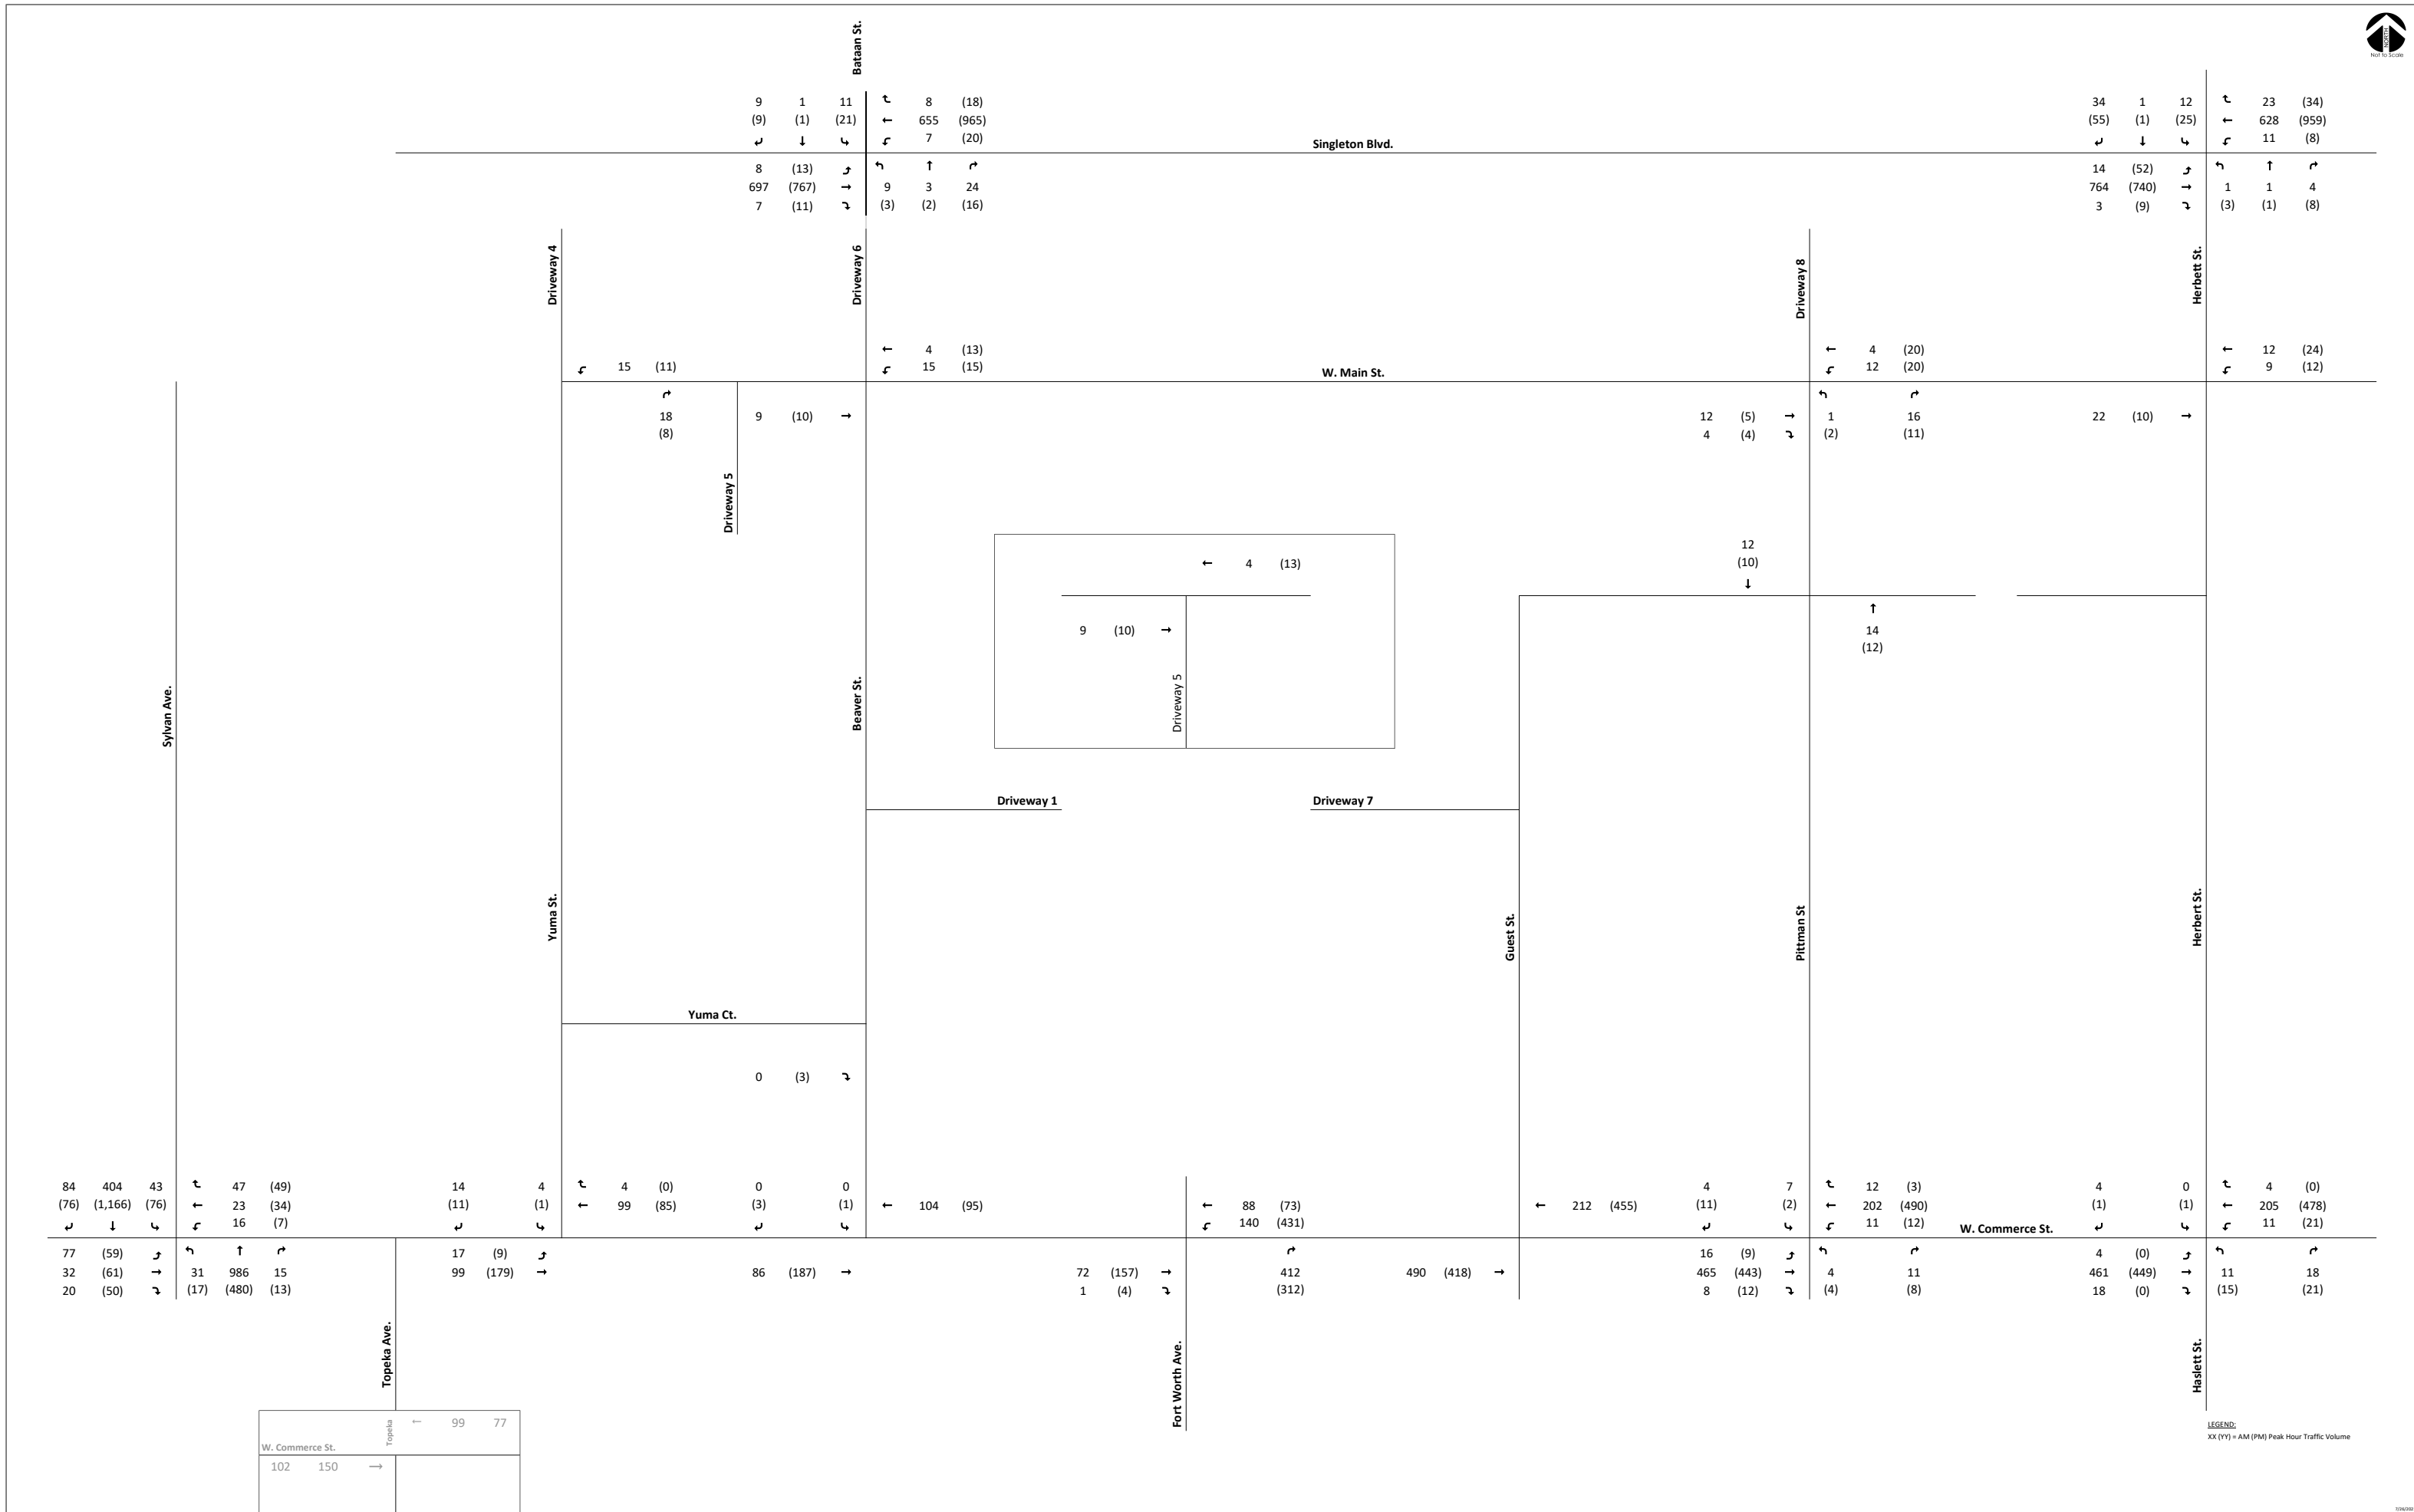 Bataan St.
NORTH
Not to Scale
9 1 11 ↰ 8 (18)
(9) (1) (21) ← 655 (965)
7 (20)
34 1 12 23 (34)
(55) (1) (25) ← 628 (959)
11 (8)
Singleton Blvd.
8 (13)
697 (767) → 9 3 24
7 (11) (3) (2) (16)
14 (52)
764 (740) → 1 1 4
3 (9) (3) (1) (8)
Driveway 4
Driveway 6
Driveway 8
Herbett St.
← 4 (13)
15 (11)
15 (15)
← 4 (20)
12 (20)
← 12 (24)
9 (12)
W. Main St.
18
(8)
9 (10) →
12 (5) → 1 16
4 (4) (2) (11)
22 (10) →
Driveway 5
← 4 (13)
9 (10) →
Driveway 5
12
(10)
↓
↑
14
(12)
Sylvan Ave.
Beaver St.
Driveway 1
Driveway 7
Yuma St.
Guest St.
Pittman St
Herbert St.
Yuma Ct.
0 (3)
84 404 43 47 (49)
(76) (1,166) (76) ← 23 (34)
16 (7)
14 4 4 (0)
(11) (1) ← 99 (85)
0 0
(3) (1) ← 104 (95)
← 88 (73)
140 (431)
← 212 (455)
4 7 12 (3)
(11) (2) ← 202 (490)
11 (12)
4 0 4 (0)
(1) (1) ← 205 (478)
11 (21)
W. Commerce St.
77 (59)
32 (61) → 31 986 15
20 (50) (17) (480) (13)
17 (9)
99 (179) →
86 (187) →
72 (157) → 412
1 (4) (312)
490 (418) →
16 (9)
465 (443) → 4 11
8 (12) (4) (8)
4 (0)
461 (449) → 11 18
18 (0) (15) (21)
Topeka Ave.
Fort Worth Ave.
Haslett St.
Topeka
← 99 77
W. Commerce St.
102 150 →
LEGEND:
XX (YY) = AM (PM) Peak Hour Traffic Volume